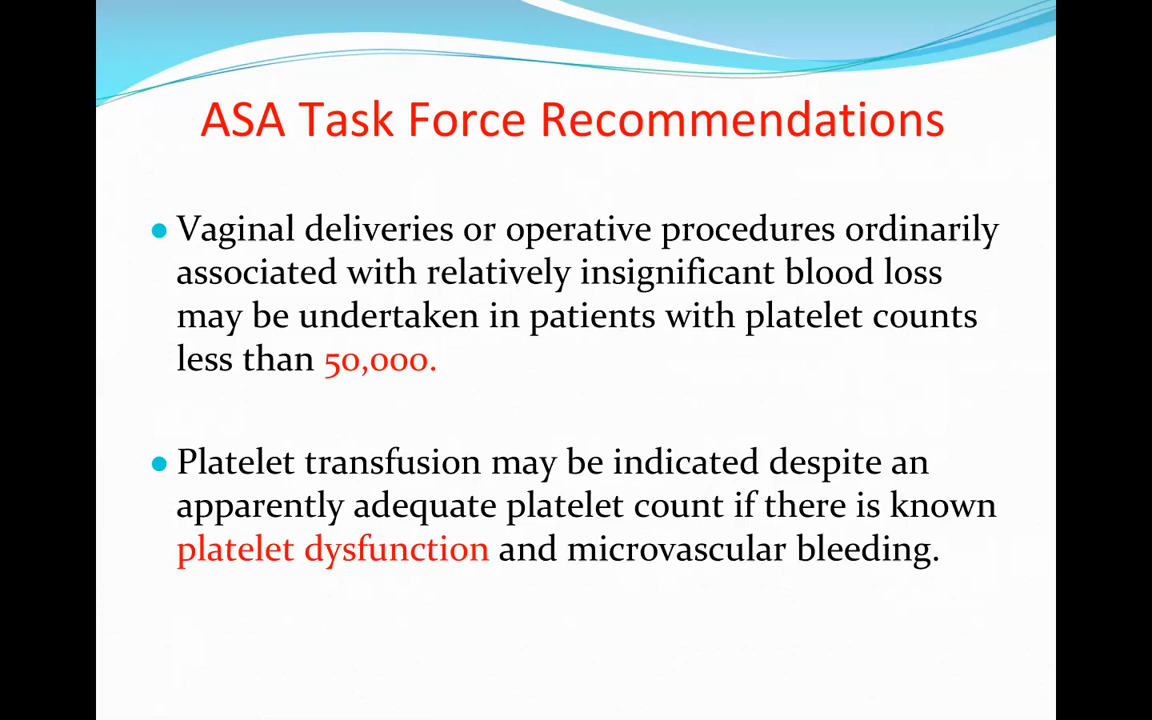 ASA Task Force Recommendations
• Vaginal deliveries or operative procedures ordinarily
associated with relatively insignificant blood loss
may be undertaken in patients with platelet counts
less than 50,000.
• Platelet transfusion may be indicated despite an
apparently adequate platelet count if there is known
platelet dysfunction and microvascular bleeding.